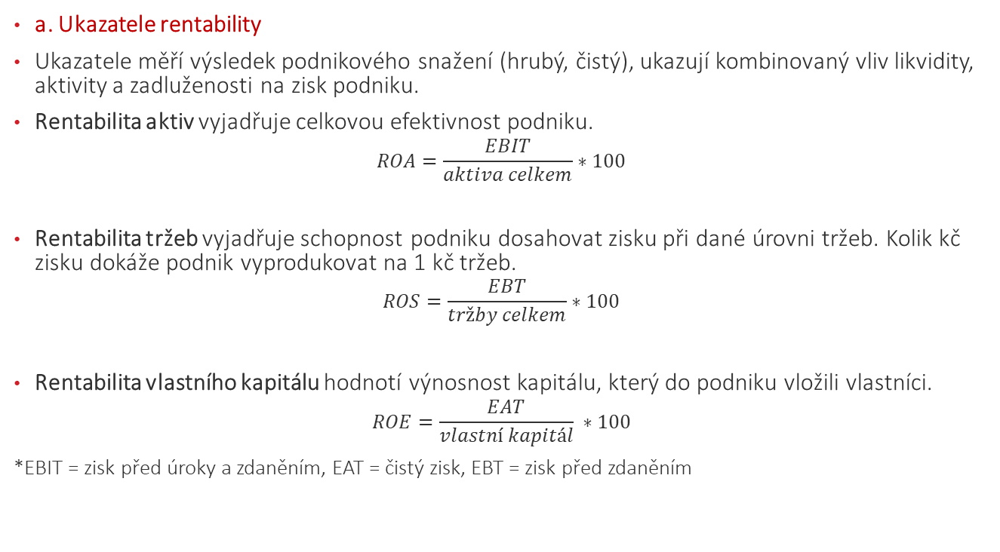 • a. Ukazatele rentability
• Ukazatele měří výsledek podnikového snažení (hrubý, čistý), ukazují kombinovaný vliv likvidity,
aktivity a zadluženosti na zisk podniku.
• Rentabilita aktiv vyjadřuje celkovou efektivnost podniku.
ROA = EBIT / aktiva celkem * 100
• Rentabilita tržeb vyjadřuje schopnost podniku dosahovat zisku při dané úrovni tržeb. Kolik kč
zisku dokáže podnik vyprodukovat na 1 kč tržeb.
ROS = EBT / tržby celkem * 100
• Rentabilita vlastního kapitálu hodnotí výnosnost kapitálu, který do podniku vložili vlastníci.
ROE = EAT / vlastní kapitál * 100
*EBIT = zisk před úroky a zdaněním, EAT = čistý zisk, EBT = zisk před zdaněním